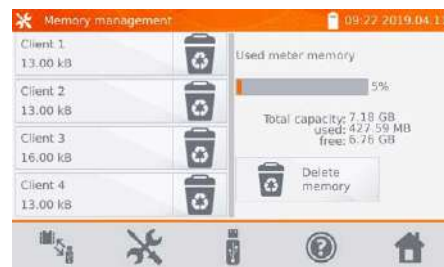 Memory management
09:22 2019.04.1
Client 1
13.00 kB
Client 2
13.00 kB
Client 3
16.00 kB
Client 4
13.00 kB
Used meter memory
5%
Total capacity: 7.18 GB
used: 427.59 MB
free: 6.76 GB
Delete
memory